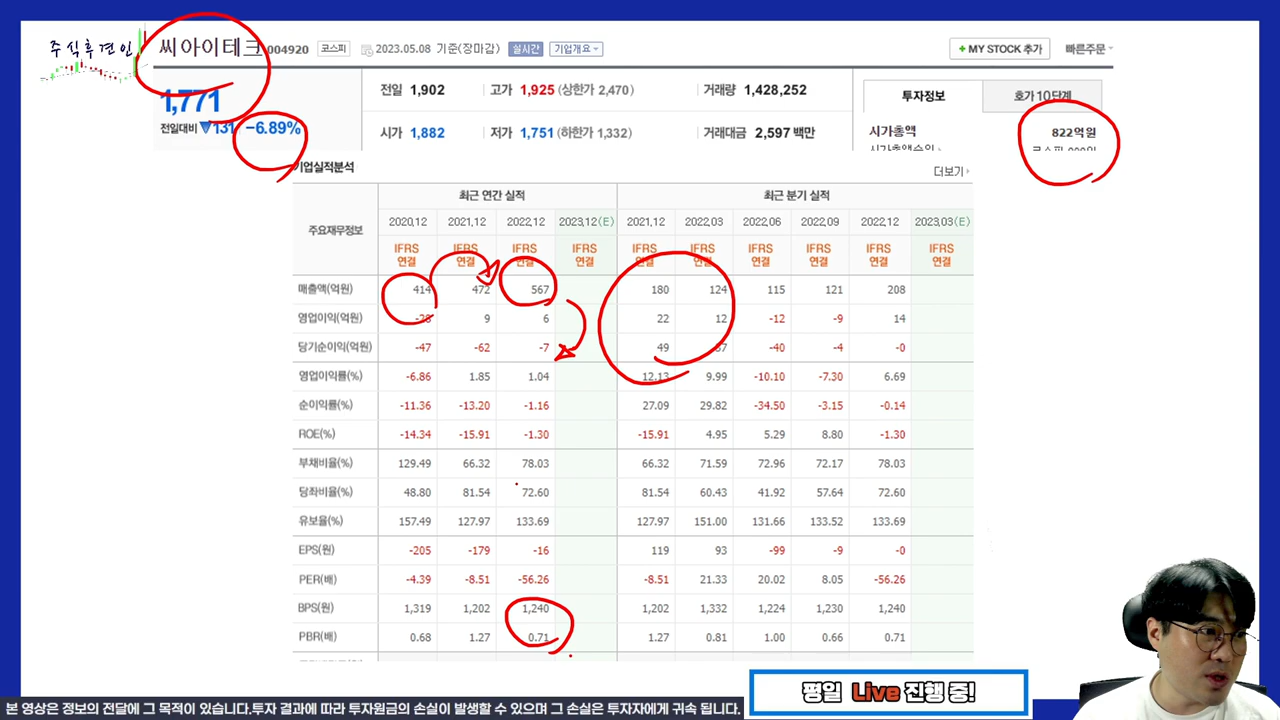 주식후견인
씨아이테크 004920 코스피 2023.05.08 기준(장마감) 실시간 기업개요
+ MY STOCK 추가 빠른주문
1,771
전일대비 ▼131 -6.89%
전일 1,902 고가 1,925 (상한가 2,470) 거래량 1,428,252
시가 1,882 저가 1,751 (하한가 1,332) 거래대금 2,597 백만
투자정보 호가 10단계
시가총액 822억원
시가총액순위
기업실적분석
더보기
주요재무정보 최근 연간 실적 최근 분기 실적
2020.12 2021.12 2022.12 2023.12(E) 2021.12 2022.03 2022.06 2022.09 2022.12 2023.03(E)
IFRS IFRS IFRS IFRS IFRS IFRS IFRS IFRS IFRS IFRS
연결 연결 연결 연결 연결 연결 연결 연결 연결 연결
매출액(억원) 414 472 567 180 124 115 121 208
영업이익(억원) 9 6 22 12 -12 -9 14
당기순이익(억원) -47 -62 -7 49 -40 -4 -0
영업이익률(%) -6.86 1.85 1.04 12.13 9.99 -10.10 -7.30 6.69
순이익률(%) -11.36 -13.20 -1.16 27.09 29.82 -34.50 -3.15 -0.14
ROE(%) -14.34 -15.91 -1.30 -15.91 4.95 5.29 8.80 -1.30
부채비율(%) 129.49 66.32 78.03 66.32 71.59 72.96 72.17 78.03
당좌비율(%) 48.80 81.54 72.60 81.54 60.43 41.92 57.64 72.60
유보율(%) 157.49 127.97 133.69 127.97 151.00 131.66 133.52 133.69
EPS(원) -205 -179 -16 119 93 -99 -9 -0
PER(배) -4.39 -8.51 -56.26 -8.51 21.33 20.02 8.05 -56.26
BPS(원) 1,319 1,202 1,240 1,202 1,332 1,224 1,230 1,240
PBR(배) 0.68 1.27 0.71 1.27 0.81 1.00 0.66 0.71
평일 Live 진행 중!
본 영상은 정보의 전달에 그 목적이 있습니다.투자 결과에 따라 투자원금의 손실이 발생할 수 있으며 그 손실은 투자자에게 귀속 됩니다.